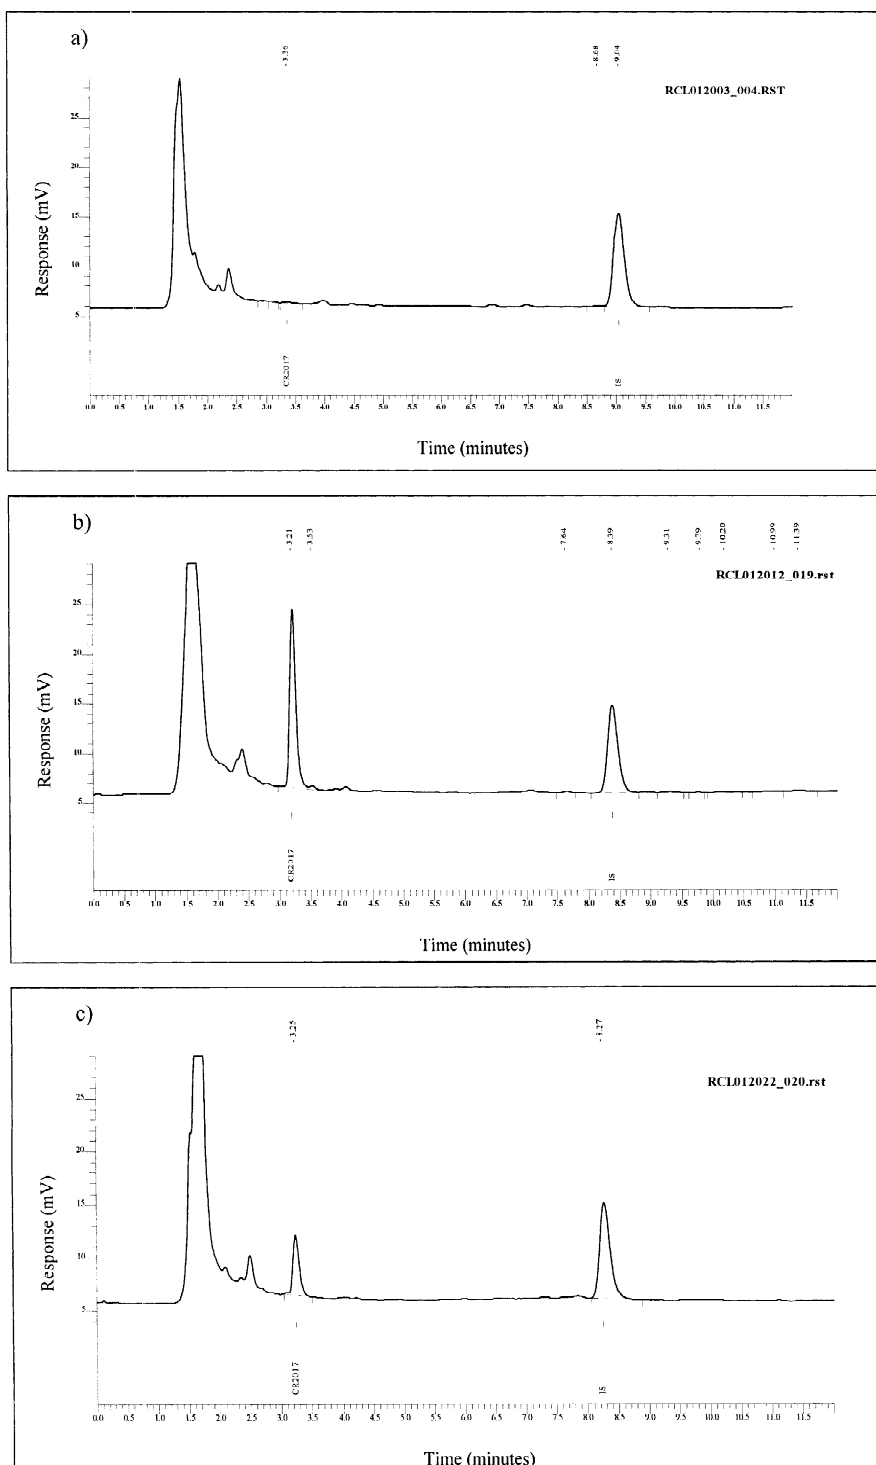 a)
- 3.36
- 8.68
- 9.04
RCL012003_004.RST
Response (mV)
25
20
15
10
5
CR2017
IS
0.0 0.5 1.0 1.5 2.0 2.5 3.0 3.5 4.0 4.5 5.0 5.5 6.0 6.5 7.0 7.5 8.0 8.5 9.0 9.5 10.0 10.5 11.0 11.5
Time (minutes)
b)
- 3.21
- 3.53
- 7.64
- 8.39
- 9.31
- 9.79
- 10.20
- 10.99
- 11.39
RCL012012_019.rst
Response (mV)
25
20
15
10
5
CR2017
IS
0.0 0.5 1.0 1.5 2.0 2.5 3.0 3.5 4.0 4.5 5.0 5.5 6.0 6.5 7.0 7.5 8.0 8.5 9.0 9.5 10.0 10.5 11.0 11.5
Time (minutes)
c)
- 3.25
- 8.27
RCL012022_020.rst
Response (mV)
25
20
15
10
5
CR2017
IS
0.0 0.5 1.0 1.5 2.0 2.5 3.0 3.5 4.0 4.5 5.0 5.5 6.0 6.5 7.0 7.5 8.0 8.5 9.0 9.5 10.0 10.5 11.0 11.5
Time (minutes)